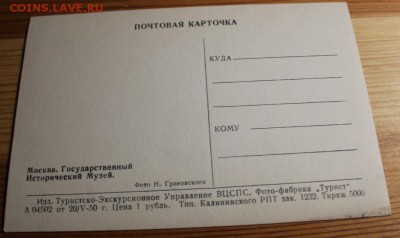 COINS.LAVE.RU
ПОЧТОВАЯ КАРТОЧКА
КУДА
КОМУ
Москва. Государственный
Исторический Музей.
Фото Н. Грановского
Изд. Туристско-Экскурсионное Управление ВЦСПС. Фото-фабрика „Турист"
А 04502 от 20/V-50 г. Цена 1 рубль. Тип. Калининского РПТ зак. 1232. Тираж 5000